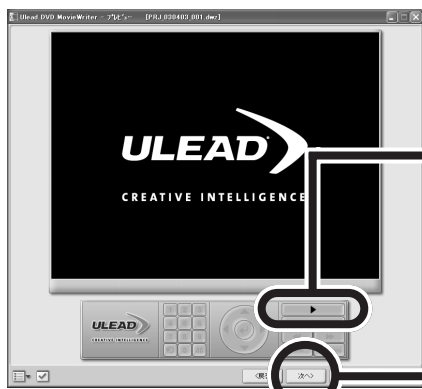 Ulead DVD MovieWriter - プレビュー [PRJ_030403_001.dwz]
ULEAD
CREATIVE INTELLIGENCE
ULEAD
CREATIVE INTELLIGENCE
次へ>